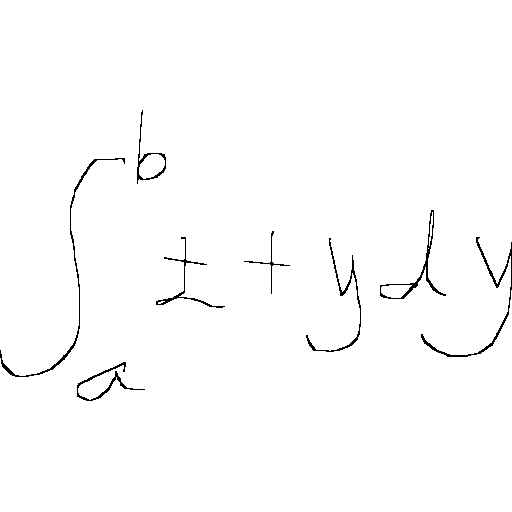 ∫_a^b ± + y dy